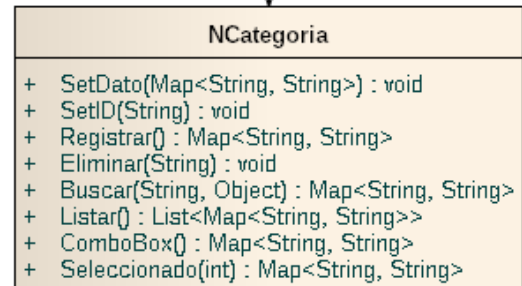 NCategoria
+ SetDato(Map<String, String>) : void
+ SetID(String) : void
+ Registrar() : Map<String, String>
+ Eliminar(String) : void
+ Buscar(String, Object) : Map<String, String>
+ Listar() : List<Map<String, String>>
+ ComboBox() : Map<String, String>
+ Seleccionado(int) : Map<String, String>